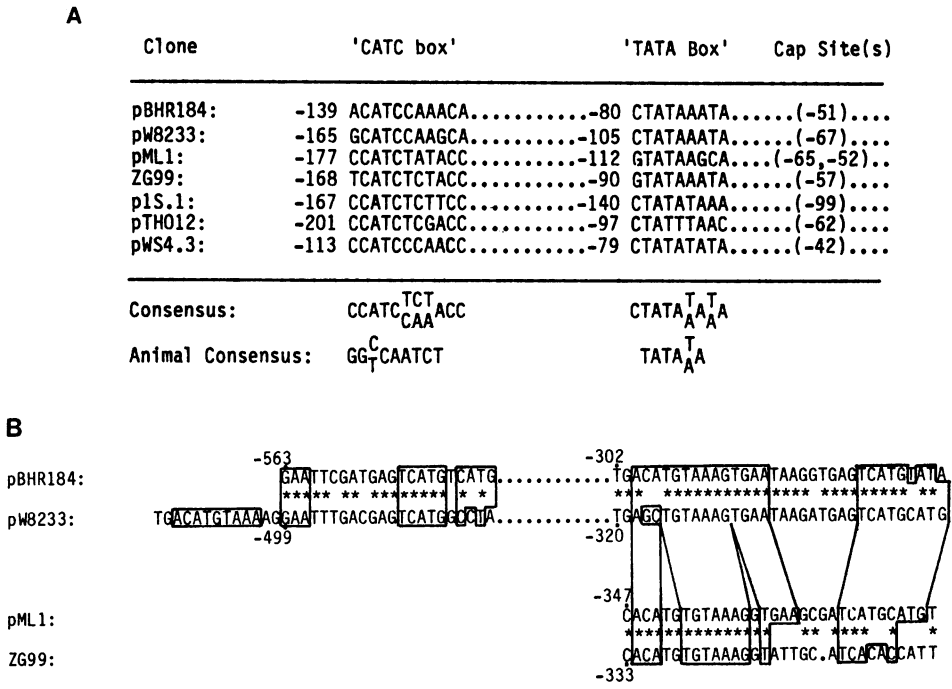 A
Clone 'CATC box' 'TATA Box' Cap Site(s)
pBHR184: -139 ACATCCAAACA...........-80 CTATAAATA......(-51)....
pW8233: -165 GCATCCAAGCA..........-105 CTATAAATA......(-67)....
pML1: -177 CCATCTATACC..........-112 GTATAAGCA....(-65,-52)..
ZG99: -168 TCATCTCTACC...........-90 GTATAAATA......(-57)....
p1S.1: -167 CCATCTCTTCC..........-140 CTATATAAA......(-99)....
pTHO12: -201 CCATCTCGACC...........-97 CTATTTAAC......(-62)....
pWS4.3: -113 CCATCCCAACC...........-79 CTATATATA......(-42)....
TCT T T
Consensus: CCATC ACC CTATA A A
CAA A A
C T
Animal Consensus: GG CAATCT TATA A
T A
B
-563 -302
pBHR184: GAATTCGATGAGTCATGTCATG TGACATGTAAAGTGAATAAGGTGAGTCATGTATA
***** ** ******** * * *** ************ **** ******** **
pW8233: TGACATGTAAAAGGAATTTGACGAGTCATGGCCTA.............TGAGCTGTAAAGTGAATAAGATGAGTCATGCATG
-499 -320
-347
pML1: CACATGTGTAAAGGTGAAGCGATCATGCATGT
*************** ** **** * *
ZG99: CACATGTGTAAAGGTATTGC.ATCACACCATT
-333